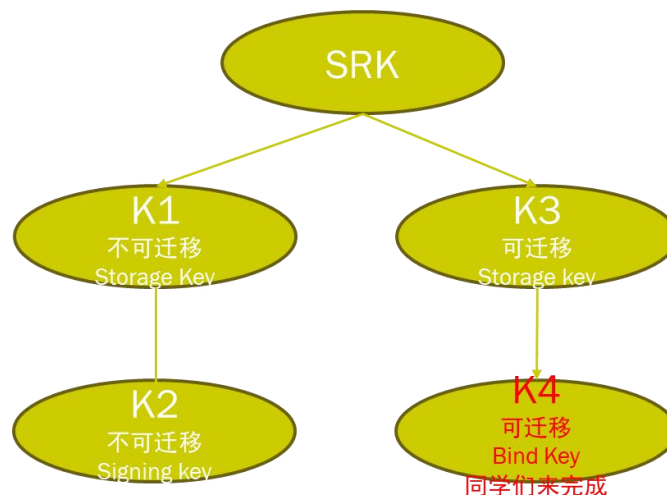 SRK
K1
不可迁移
Storage Key
K3
可迁移
Storage key
K2
不可迁移
Signing key
K4
可迁移
Bind Key
同学们来完成